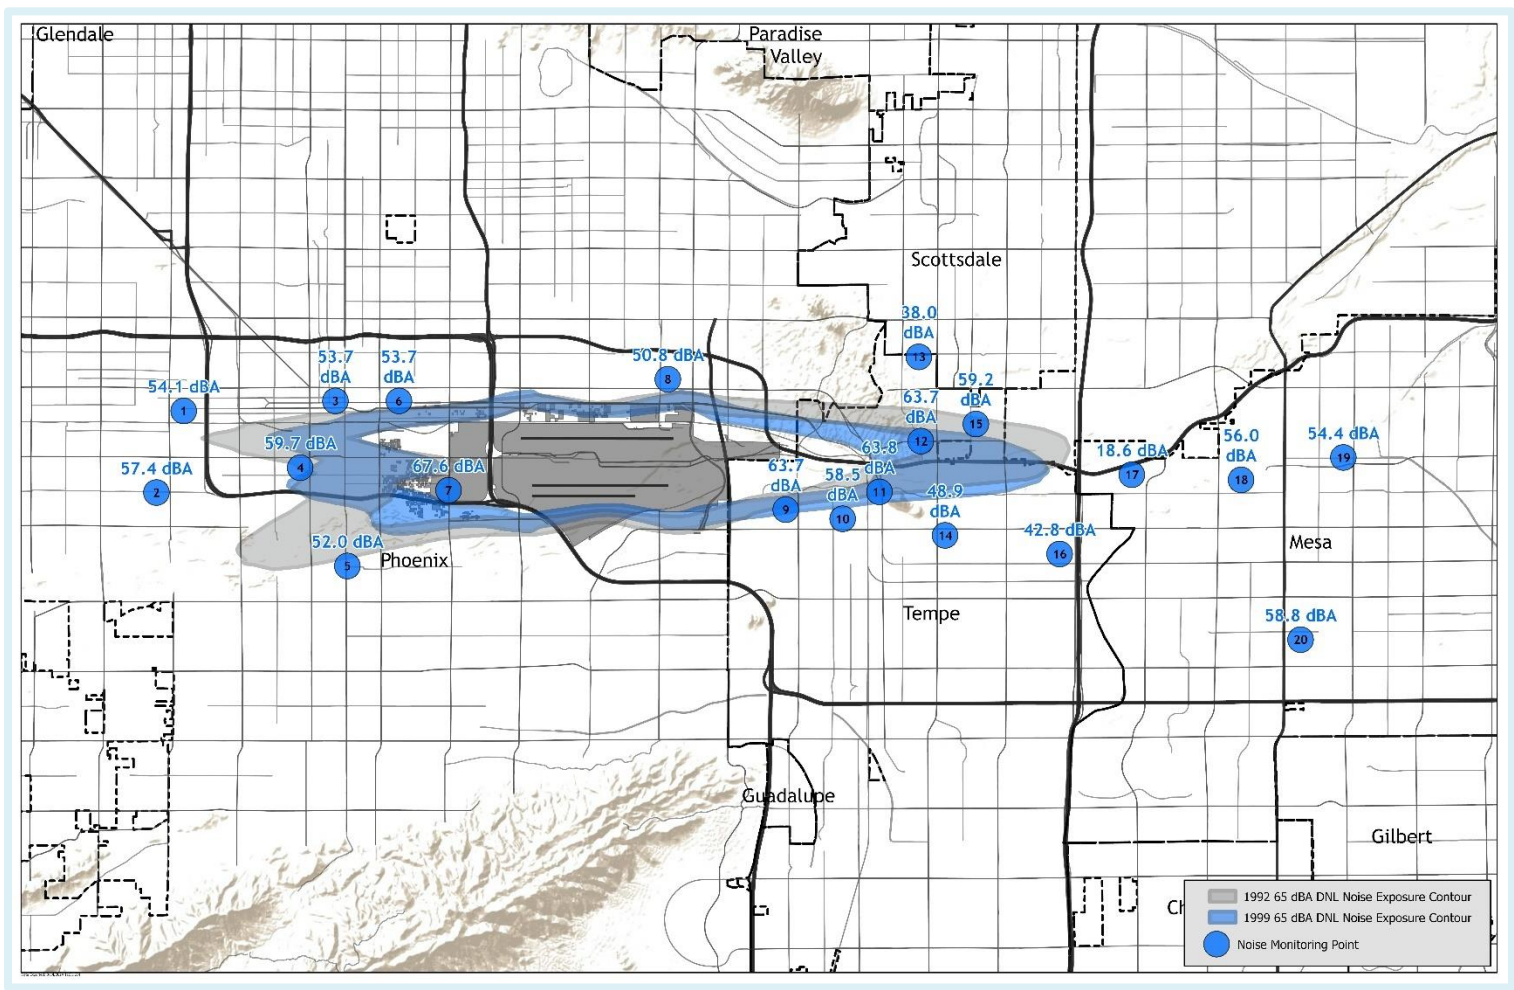 Glendale
Paradise
Valley
Scottsdale
38.0
dBA
13
53.7
dBA
3
53.7
dBA
6
50.8 dBA
8
54.1 dBA
1
59.2
dBA
15
63.7
dBA
12
59.7 dBA
4
57.4 dBA
2
67.6 dBA
7
63.8
dBA
11
63.7
dBA
9
58.5
dBA
10
48.9
dBA
14
18.6 dBA
17
56.0
dBA
18
54.4 dBA
19
52.0 dBA
5
Phoenix
42.8 dBA
16
Mesa
Tempe
58.8 dBA
20
Guadalupe
Gilbert
Ch
1992 65 dBA DNL Noise Exposure Contour
1999 65 dBA DNL Noise Exposure Contour
Noise Monitoring Point